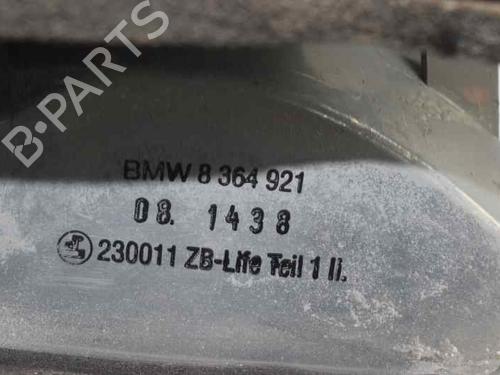 B-PARTS
BMW 8 364 921
08. 1438
230011 ZB-Life Teil 1 li.